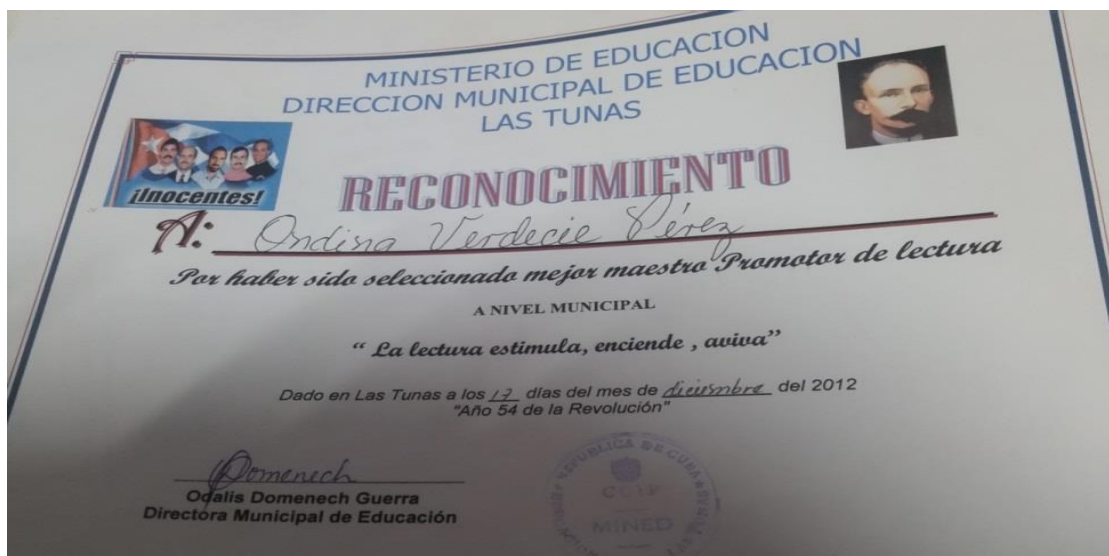 MINISTERIO DE EDUCACION
DIRECCION MUNICIPAL DE EDUCACION
LAS TUNAS
¡Inocentes!
RECONOCIMIENTO
A: Ondina Verdecie Pérez
Por haber sido seleccionado mejor maestro Promotor de lectura
A NIVEL MUNICIPAL
“ La lectura estimula, enciende , aviva”
Dado en Las Tunas a los 17 días del mes de diciembre del 2012
"Año 54 de la Revolución"
Domenech
Odalis Domenech Guerra
Directora Municipal de Educación
REPUBLICA DE CUBA
MINED